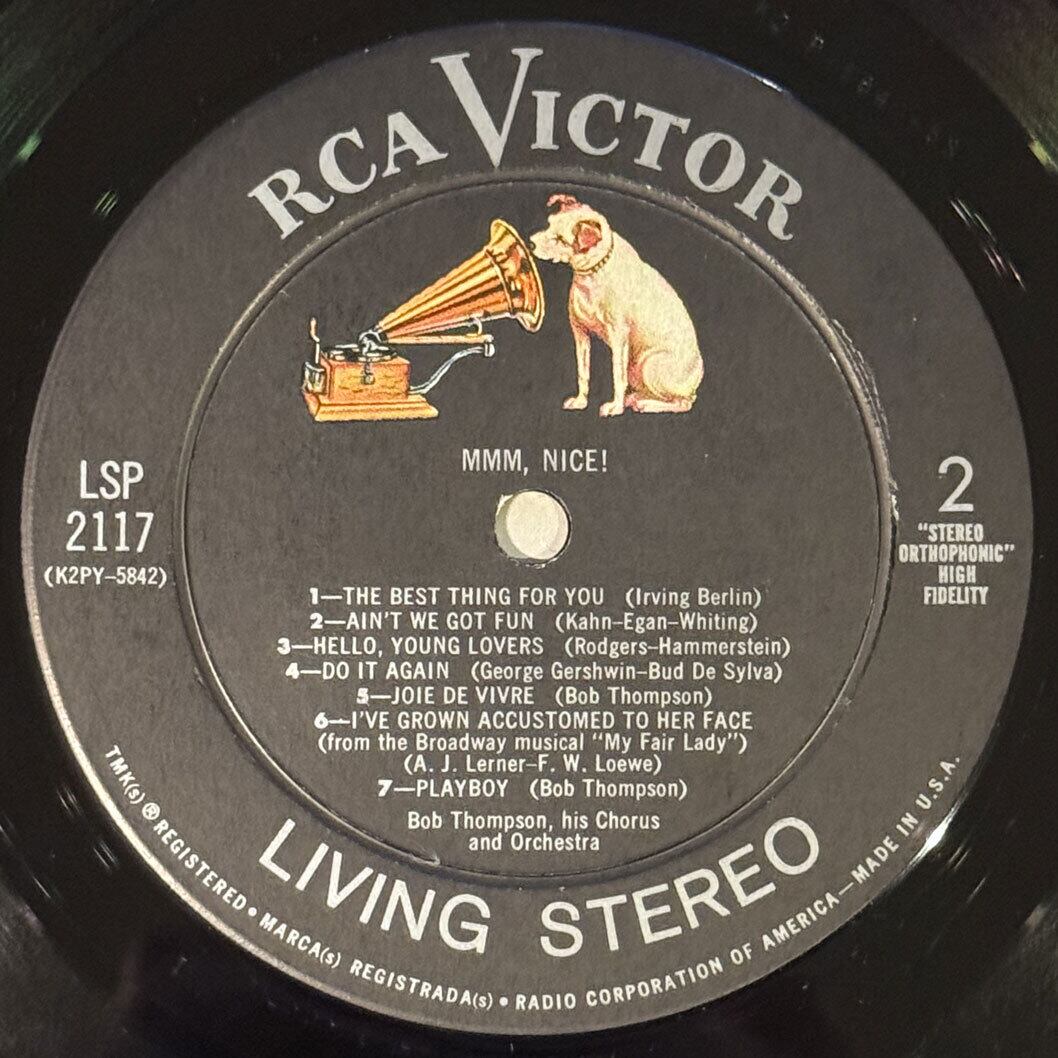 RCA VICTOR
MMM, NICE!
LSP
2117
(K2PY–5842)
2
"STEREO
ORTHOPHONIC"
HIGH
FIDELITY
1—THE BEST THING FOR YOU (Irving Berlin)
2—AIN'T WE GOT FUN (Kahn–Egan–Whiting)
3—HELLO, YOUNG LOVERS (Rodgers–Hammerstein)
4—DO IT AGAIN (George Gershwin–Bud De Sylva)
5—JOIE DE VIVRE (Bob Thompson)
6—I'VE GROWN ACCUSTOMED TO HER FACE
(from the Broadway musical "My Fair Lady")
(A. J. Lerner–F. W. Loewe)
7—PLAYBOY (Bob Thompson)
Bob Thompson, his Chorus
and Orchestra
LIVING STEREO
TMK(s) ® REGISTERED • MARCA(s) REGISTRADA(s) • RADIO CORPORATION OF AMERICA—MADE IN U.S.A.